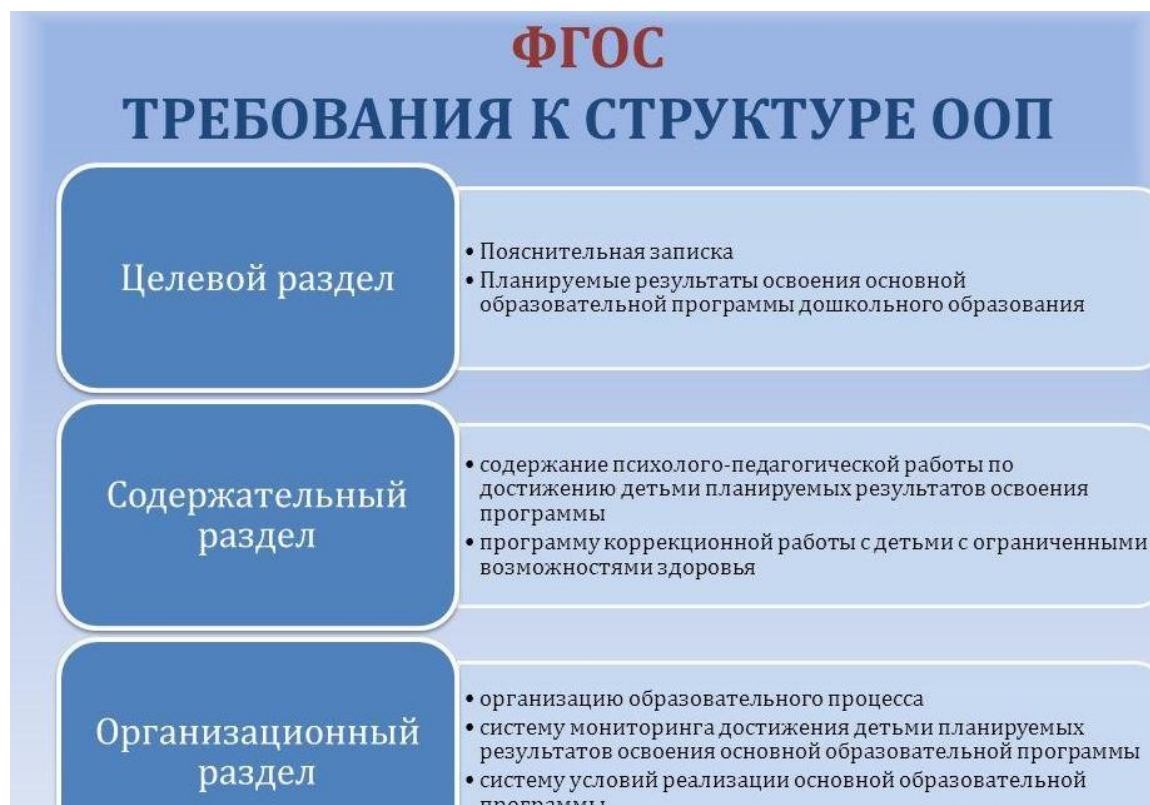 ФГОС
ТРЕБОВАНИЯ К СТРУКТУРЕ ООП
Целевой раздел
• Пояснительная записка
• Планируемые результаты освоения основной
образовательной программы дошкольного образования
Содержательный
раздел
• содержание психолого-педагогической работы по
достижению детьми планируемых результатов освоения
программы
• программу коррекционной работы с детьми с ограниченными
возможностями здоровья
Организационный
раздел
• организацию образовательного процесса
• систему мониторинга достижения детьми планируемых
результатов освоения основной образовательной программы
• систему условий реализации основной образовательной
программы